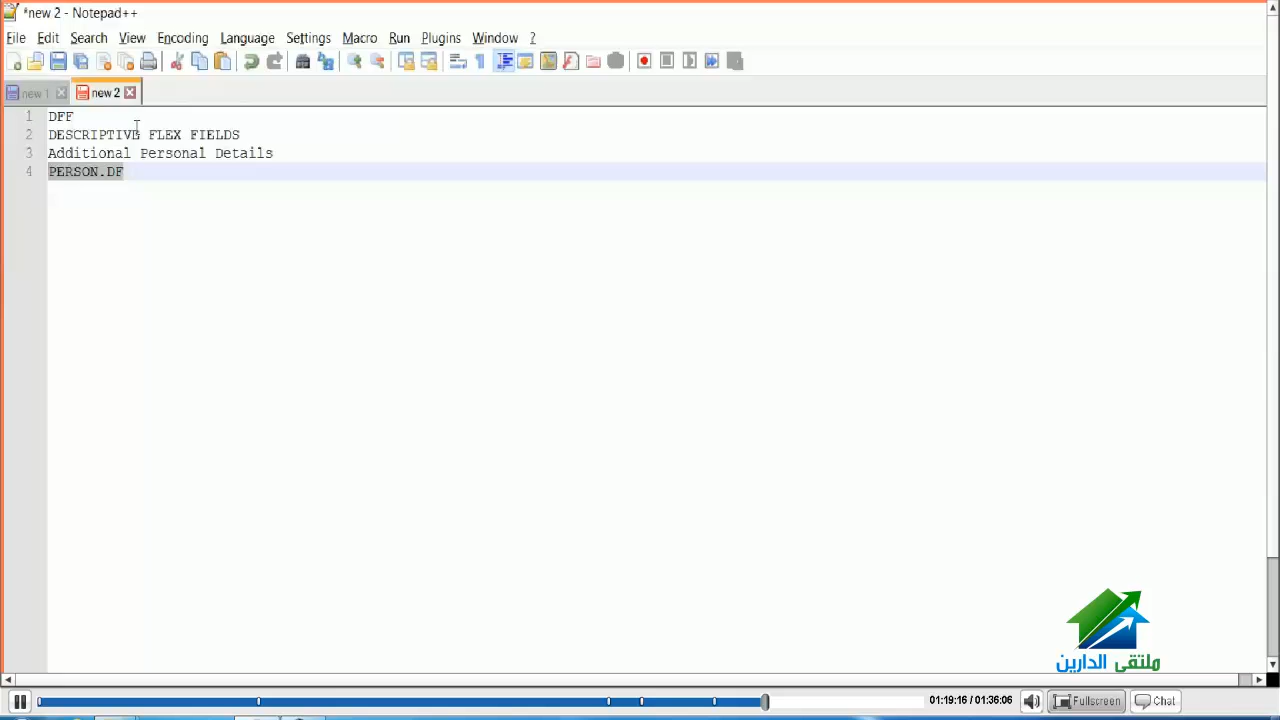 *new 2 - Notepad++
File Edit Search View Encoding Language Settings Macro Run Plugins Window ?
new 1 new 2
1 DFF
2 DESCRIPTIVE FLEX FIELDS
3 Additional Personal Details
4 PERSON.DF
ملتقى الدارين
01:19:16 / 01:36:06 Fullscreen Chat